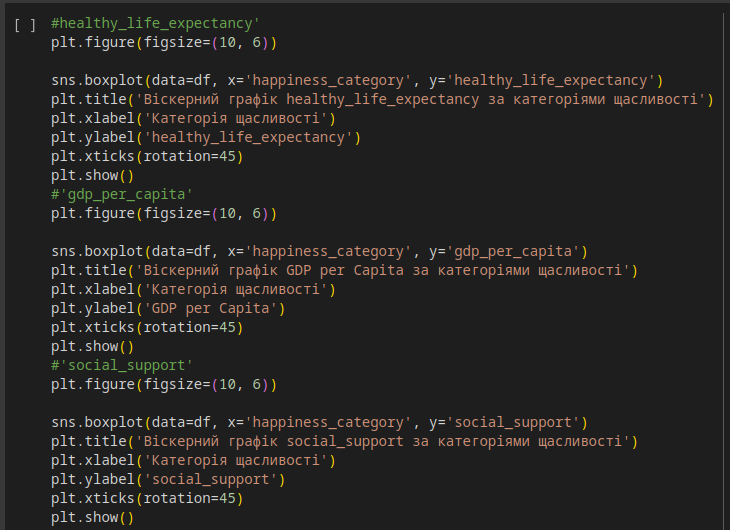 [ ] #healthy_life_expectancy'
plt.figure(figsize=(10, 6))
sns.boxplot(data=df, x='happiness_category', y='healthy_life_expectancy')
plt.title('Віскерний графік healthy_life_expectancy за категоріями щасливості')
plt.xlabel('Категорія щасливості')
plt.ylabel('healthy_life_expectancy')
plt.xticks(rotation=45)
plt.show()
#'gdp_per_capita'
plt.figure(figsize=(10, 6))
sns.boxplot(data=df, x='happiness_category', y='gdp_per_capita')
plt.title('Віскерний графік GDP per Capita за категоріями щасливості')
plt.xlabel('Категорія щасливості')
plt.ylabel('GDP per Capita')
plt.xticks(rotation=45)
plt.show()
#'social_support'
plt.figure(figsize=(10, 6))
sns.boxplot(data=df, x='happiness_category', y='social_support')
plt.title('Віскерний графік social_support за категоріями щасливості')
plt.xlabel('Категорія щасливості')
plt.ylabel('social_support')
plt.xticks(rotation=45)
plt.show()